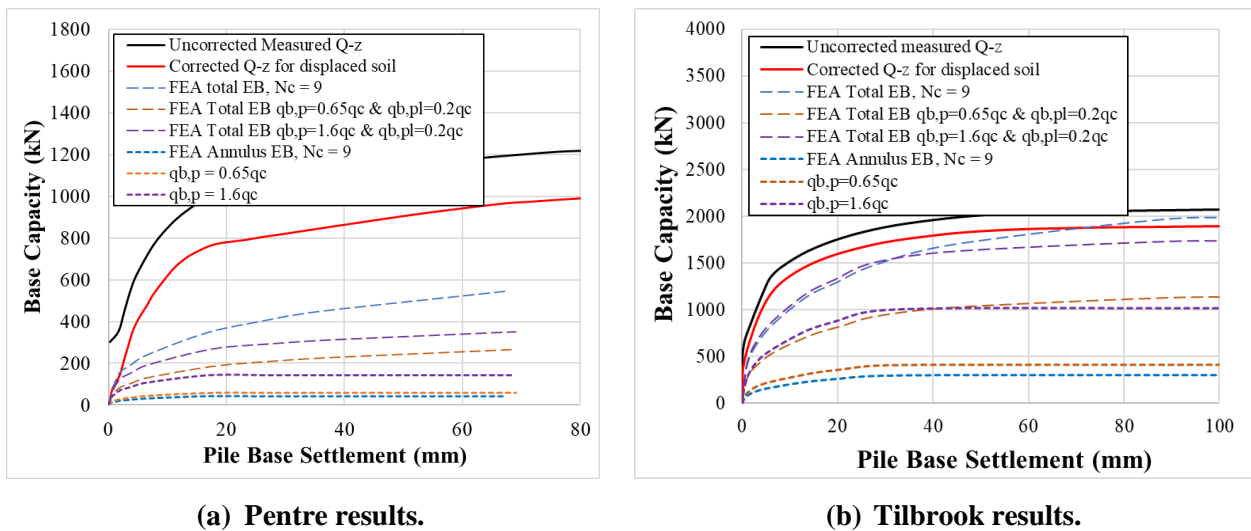 1800
1600
1400
1200
1000
800
600
400
200
0
Base Capacity (kN)
Uncorrected Measured Q-z
Corrected Q-z for displaced soil
FEA total EB, Nc = 9
FEA Total EB qb,p=0.65qc & qb,pl=0.2qc
FEA Total EB qb,p=1.6qc & qb,pl=0.2qc
FEA Annulus EB, Nc = 9
qb,p = 0.65qc
qb,p = 1.6qc
0 20 40 60 80
Pile Base Settlement (mm)
(a) Pentre results.
4000
3500
3000
2500
2000
1500
1000
500
0
Base Capacity (kN)
Uncorrected measured Q-z
Corrected Q-z for displaced soil
FEA Total EB, Nc = 9
FEA Total EB qb,p=0.65qc & qb,pl=0.2qc
FEA Total EB qb,p=1.6qc & qb,pl=0.2qc
FEA Annulus EB, Nc = 9
qb,p=0.65qc
qb,p=1.6qc
0 20 40 60 80 100
Pile Base Settlement (mm)
(b) Tilbrook results.